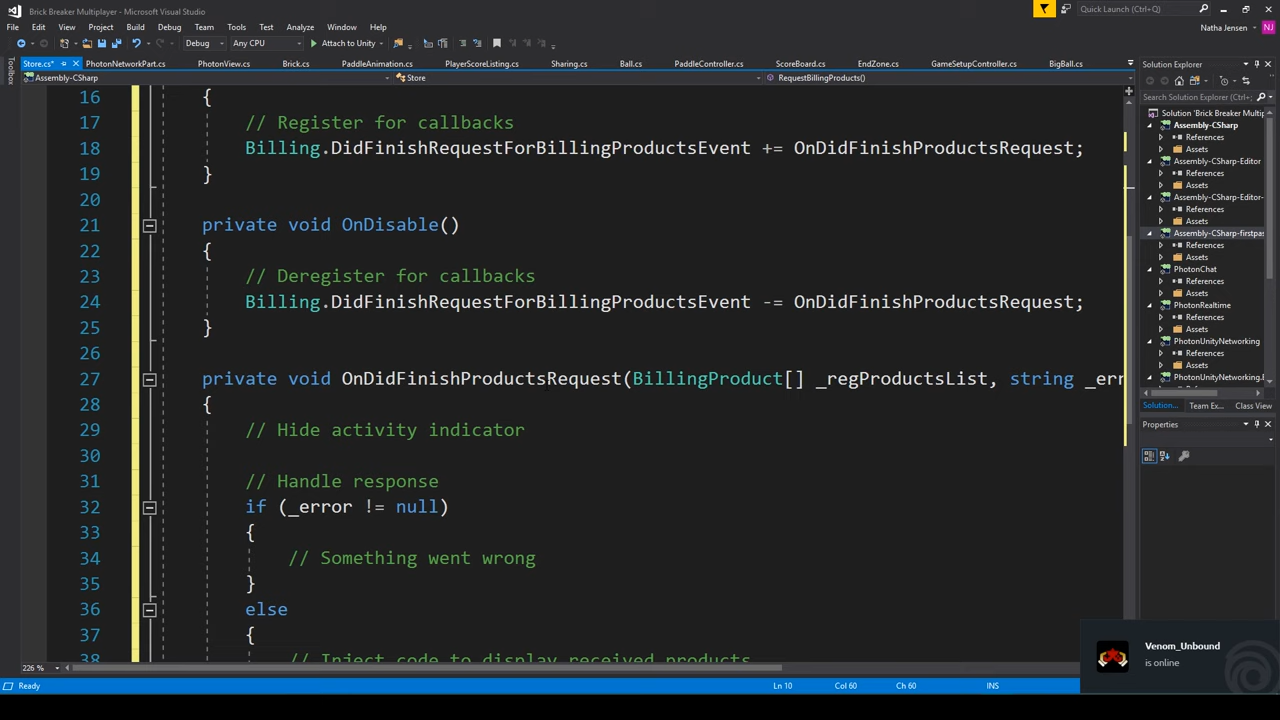 Brick Breaker Multiplayer - Microsoft Visual Studio
Quick Launch (Ctrl+Q)
File Edit View Project Build Debug Team Tools Test Analyze Window Help
Natha Jensen NJ
Debug Any CPU Attach to Unity
Toolbox
Store.cs* PhotonNetworkPart.cs PhotonView.cs Brick.cs PaddleAnimation.cs PlayerScoreListing.cs Sharing.cs Ball.cs PaddleController.cs ScoreBoard.cs EndZone.cs GameSetupController.cs BigBall.cs
Assembly-CSharp Store RequestBillingProducts()
16 {
17 // Register for callbacks
18 Billing.DidFinishRequestForBillingProductsEvent += OnDidFinishProductsRequest;
19 }
20
21 private void OnDisable()
22 {
23 // Deregister for callbacks
24 Billing.DidFinishRequestForBillingProductsEvent -= OnDidFinishProductsRequest;
25 }
26
27 private void OnDidFinishProductsRequest(BillingProduct[] _regProductsList, string _err
28 {
29 // Hide activity indicator
30
31 // Handle response
32 if (_error != null)
33 {
34 // Something went wrong
35 }
36 else
37 {
38 // Inject code to display received products
226 %
Solution Explorer
Search Solution Explorer (Ctrl+
Solution 'Brick Breaker Multip
Assembly-CSharp
References
Assets
Assembly-CSharp-Editor
References
Assets
Assembly-CSharp-Editor-
References
Assets
Assembly-CSharp-firstpas
References
Assets
PhotonChat
References
Assets
PhotonRealtime
References
Assets
PhotonUnityNetworking
References
Assets
PhotonUnityNetworking.
Solution... Team Ex... Class View
Properties
Venom_Unbound
is online
Ready Ln 10 Col 60 Ch 60 INS